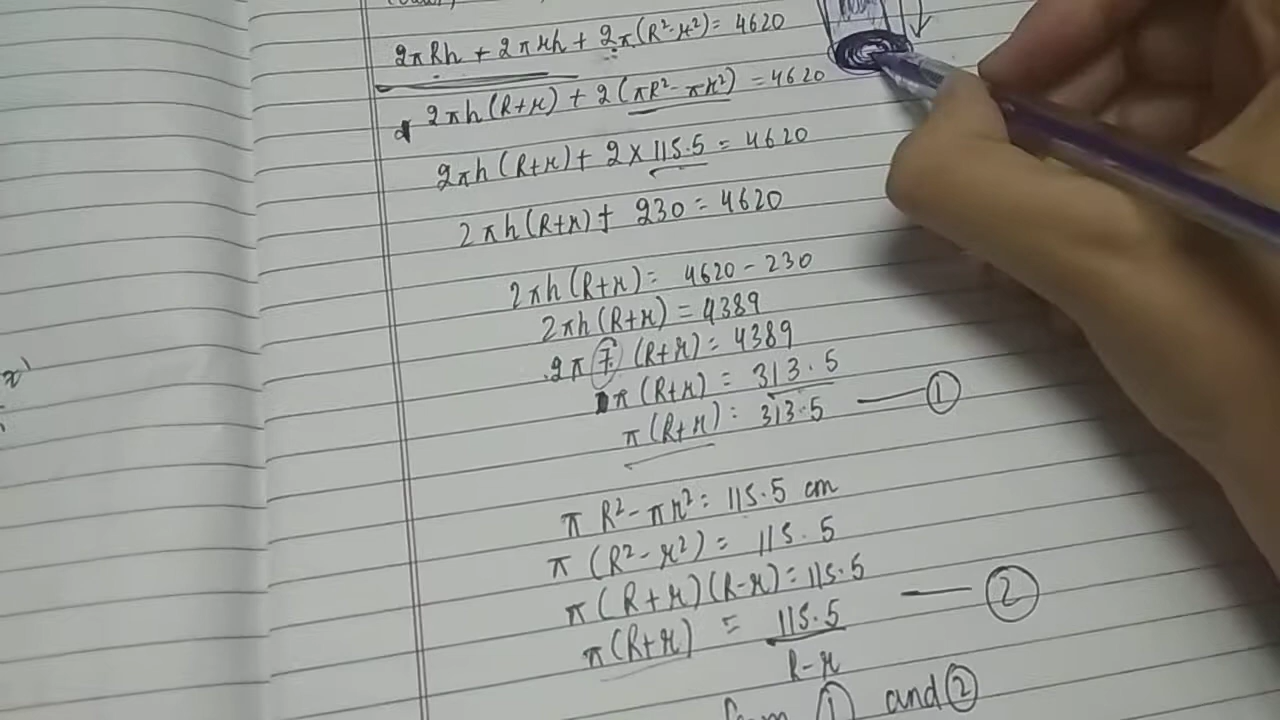 2πRh + 2πrh + 2π(R²-r²) = 4620
2πh(R+r) + 2(πR² - πr²) = 4620
2πh(R+r) + 2 × 115.5 = 4620
2πh(R+r) + 230 = 4620
2πh(R+r) = 4620 - 230
2πh(R+r) = 4389
2π7(R+r) = 4389
π(R+r) = 313.5
π(R+r) = 313.5 — ①
πR² - πr² = 115.5 cm
π(R²-r²) = 115.5
π(R+r)(R-r) = 115.5
π(R+r) = 115.5/R-r — ②
from ① and ②